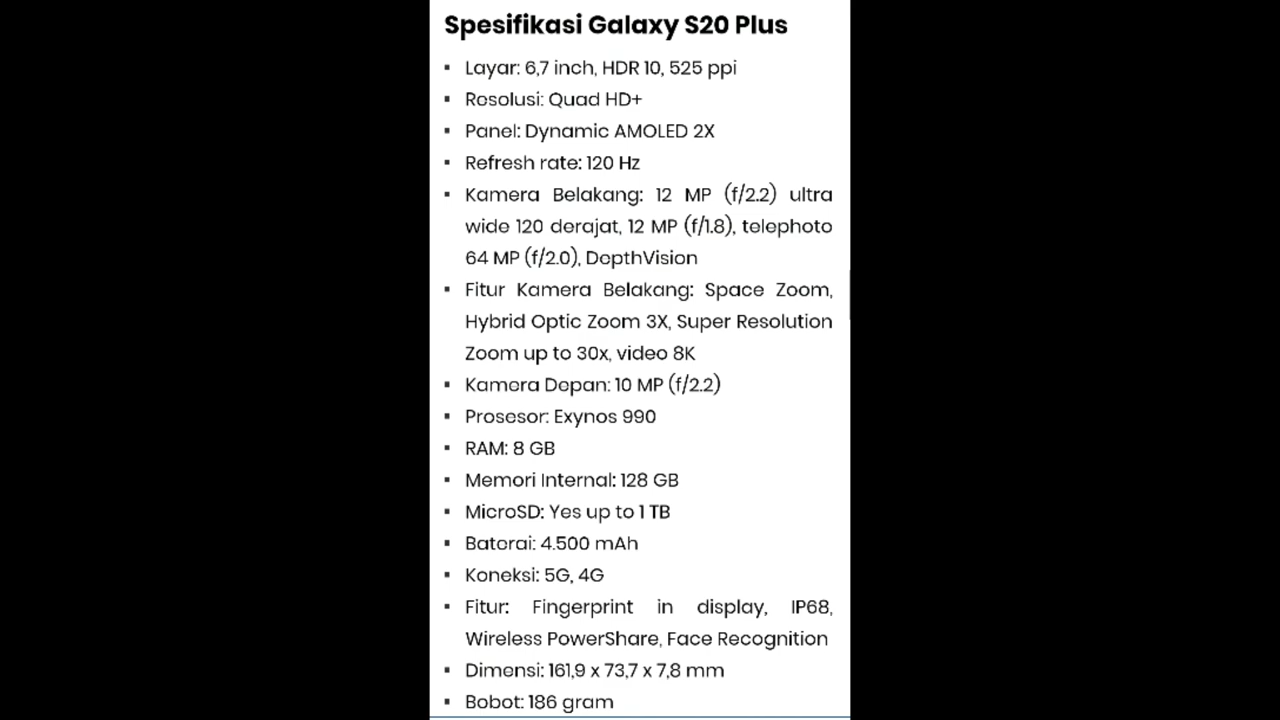 Spesifikasi Galaxy S20 Plus
▪ Layar: 6,7 inch, HDR 10, 525 ppi
▪ Resolusi: Quad HD+
▪ Panel: Dynamic AMOLED 2X
▪ Refresh rate: 120 Hz
▪ Kamera Belakang: 12 MP (f/2.2) ultra
wide 120 derajat, 12 MP (f/1.8), telephoto
64 MP (f/2.0), DepthVision
▪ Fitur Kamera Belakang: Space Zoom,
Hybrid Optic Zoom 3X, Super Resolution
Zoom up to 30x, video 8K
▪ Kamera Depan: 10 MP (f/2.2)
▪ Prosesor: Exynos 990
▪ RAM: 8 GB
▪ Memori Internal: 128 GB
▪ MicroSD: Yes up to 1 TB
▪ Baterai: 4.500 mAh
▪ Koneksi: 5G, 4G
▪ Fitur: Fingerprint in display, IP68,
Wireless PowerShare, Face Recognition
▪ Dimensi: 161,9 x 73,7 x 7,8 mm
▪ Bobot: 186 gram